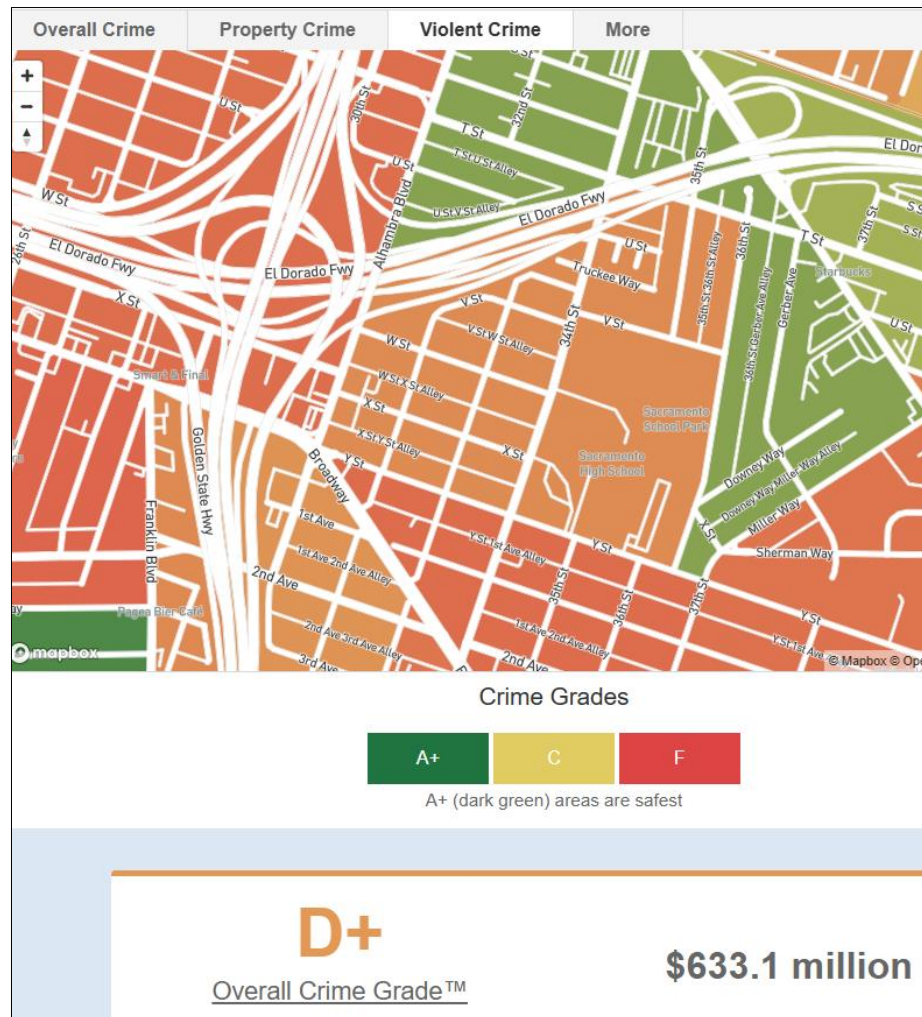 Overall Crime Property Crime Violent Crime More
+
−
U St
30th St
32nd St
T St
35th St
El Dor
T St U St Alley
U St
Alhambra Blvd
U St V St Alley
El Dorado Fwy
36th St
37th St
S St
W St
26th St
El Dorado Fwy
El Dorado Fwy
U St
T St
Starbucks
Truckee Way
35th St 36th St Alley
36th St Gerber Ave Alley
Gerber Ave
X St
V St
34th St
V St
U St
V St W St Alley
W St
Smart & Final
W St X St Alley
X St
Sacramento
School Park
X St Y St Alley
X St
Sacramento
High School
Golden State Hwy
Broadway
Y St
Downey Way
Downey Way Miller Way Alley
Miller Way
X St
Franklin Blvd
1st Ave
Y St 1st Ave Alley
Y St
Sherman Way
1st Ave 2nd Ave Alley
2nd Ave
35th St
36th St
37th St
Y St
Pagea Bier Café
2nd Ave 3rd Ave Alley
1st Ave 2nd Ave Alley
Y St 1st Ave
mapbox
3rd Ave
2nd Ave
© Mapbox © Ope
Crime Grades
A+ C F
A+ (dark green) areas are safest
D+
$633.1 million
Overall Crime Grade™